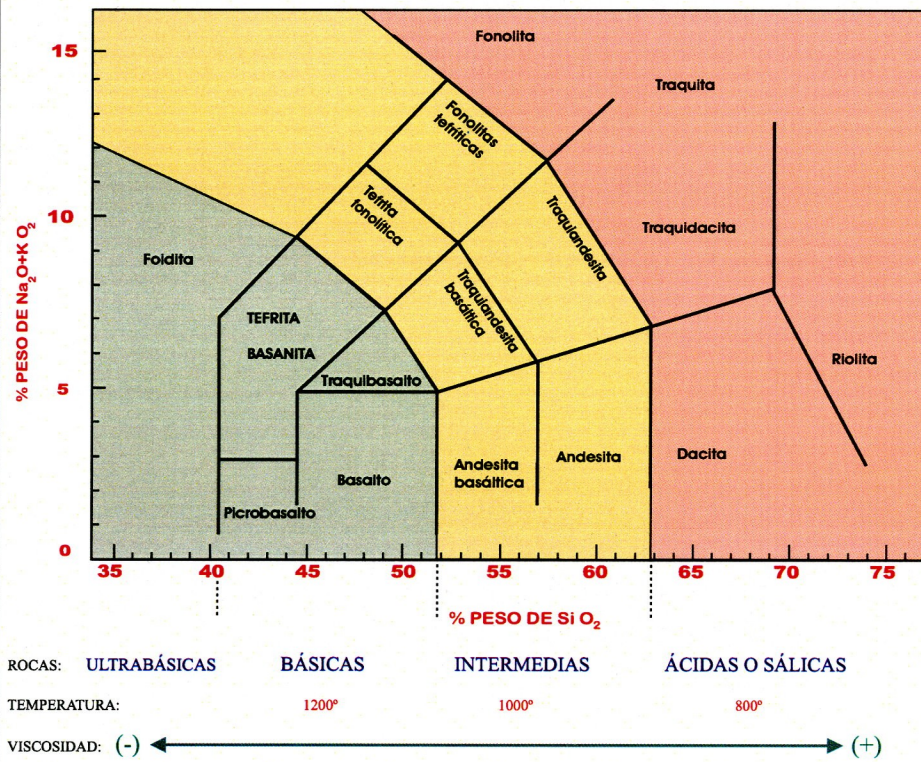 15
10
5
0
% PESO DE Na2O+K O2
Fonolita
Traquita
Fonolitas
tefríticas
Tefrita
fonolítica
Traquiandesita
Traquidacita
Foidita
TEFRITA
BASANITA
Traquiandesita
basáltica
Traquibasalto
Riolita
Basalto
Picrobasalto
Andesita
basáltica
Andesita
Dacita
35 40 45 50 55 60 65 70 75
% PESO DE Si O2
ROCAS: ULTRABÁSICAS BÁSICAS INTERMEDIAS ÁCIDAS O SÁLICAS
TEMPERATURA: 1200º 1000º 800º
VISCOSIDAD: (-) (+)